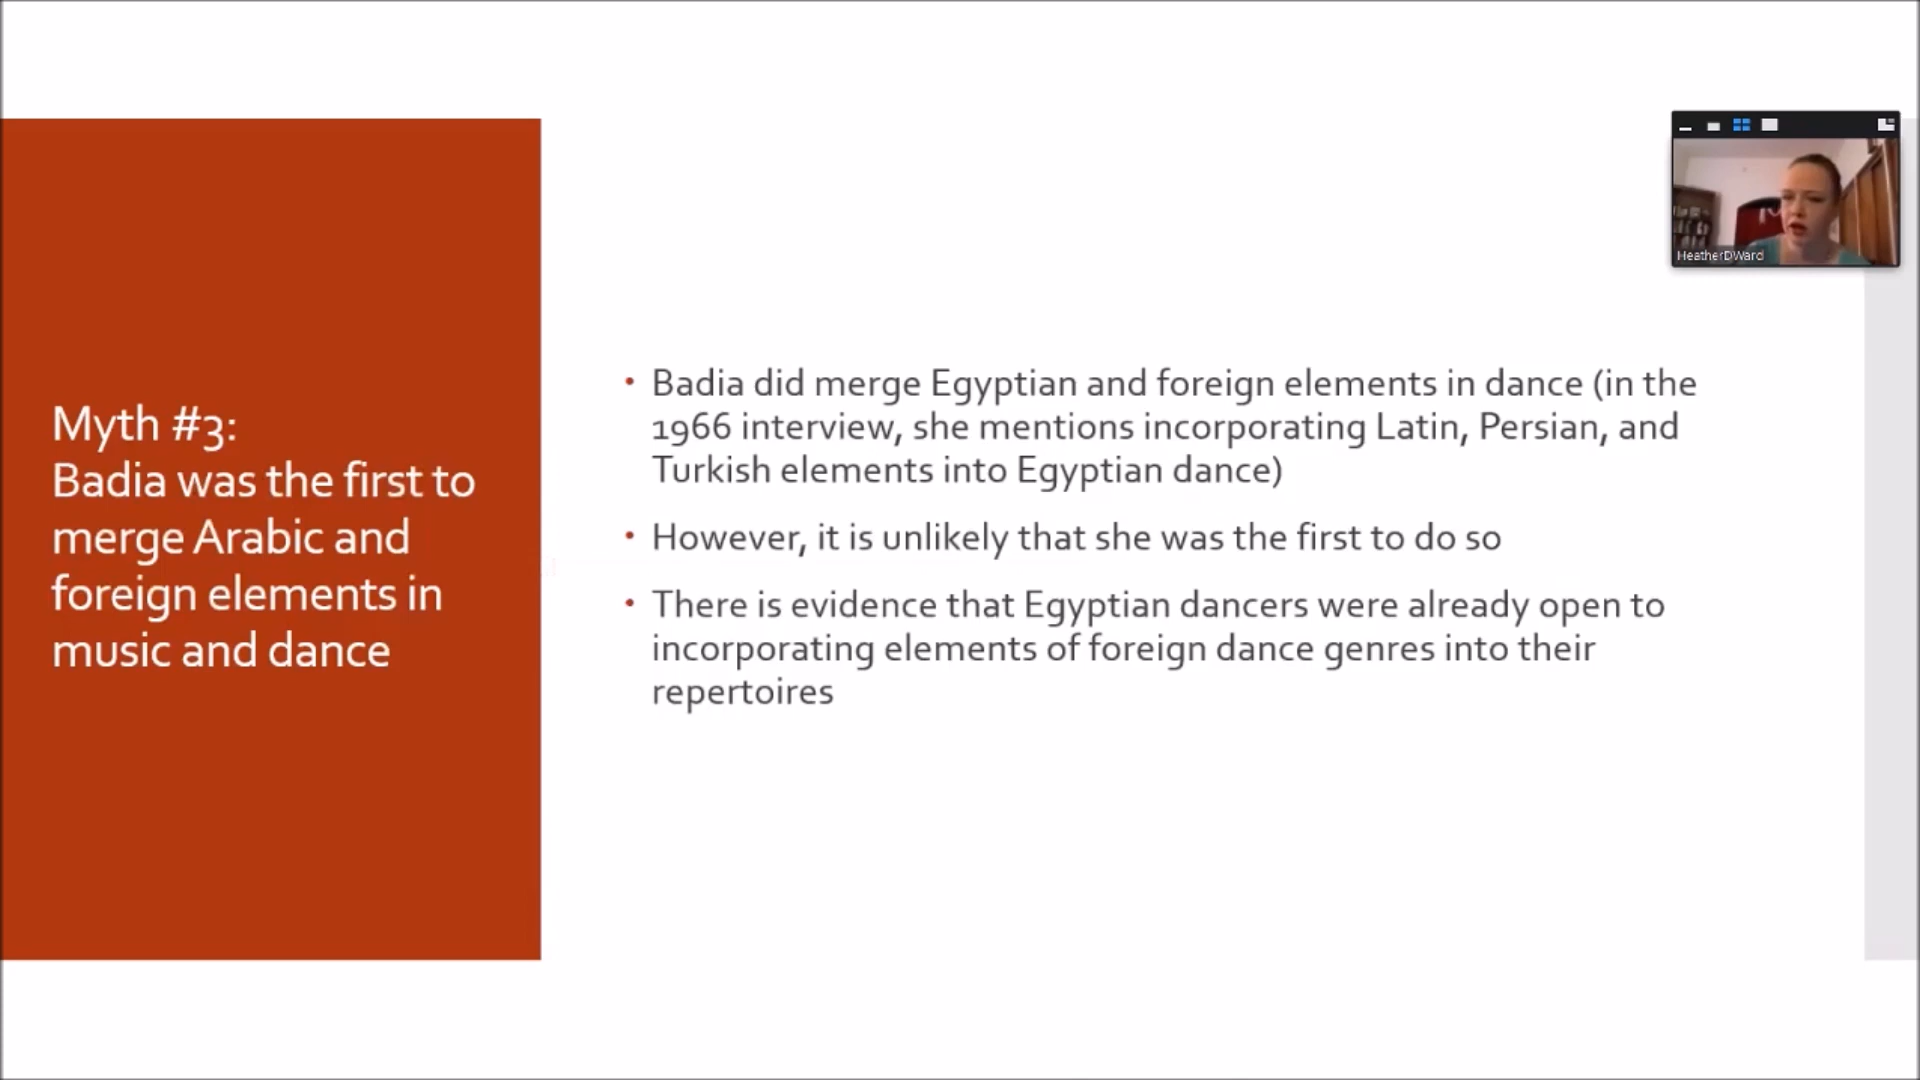 Myth #3:
Badia was the first to
merge Arabic and
foreign elements in
music and dance
• Badia did merge Egyptian and foreign elements in dance (in the
1966 interview, she mentions incorporating Latin, Persian, and
Turkish elements into Egyptian dance)
• However, it is unlikely that she was the first to do so
• There is evidence that Egyptian dancers were already open to
incorporating elements of foreign dance genres into their
repertoires
HeatherDWard